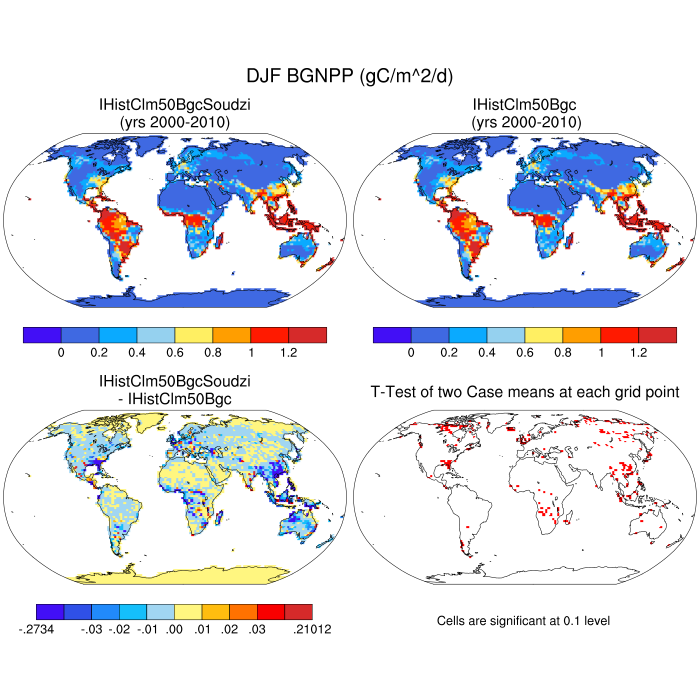 DJF BGNPP (gC/m^2/d)
IHistClm50BgcSoudzi
(yrs 2000-2010)
IHistClm50Bgc
(yrs 2000-2010)
0 0.2 0.4 0.6 0.8 1 1.2
0 0.2 0.4 0.6 0.8 1 1.2
IHistClm50BgcSoudzi
- IHistClm50Bgc
T-Test of two Case means at each grid point
-.2734 -.03 -.02 -.01 .00 .01 .02 .03 .21012
Cells are significant at 0.1 level